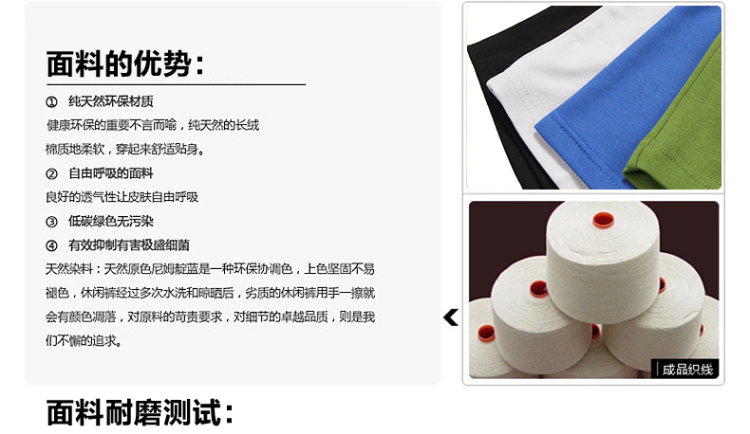 面料的优势：
① 纯天然环保材质
健康环保的重要不言而喻，纯天然的长绒
棉质地柔软，穿起来舒适贴身。
② 自由呼吸的面料
良好的透气性让皮肤自由呼吸
③ 低碳绿色无污染
④ 有效抑制有害极盛细菌
天然染料：天然原色尼姆靛蓝是一种环保协调色，上色坚固不易
褪色，休闲裤经过多次水洗和晾晒后，劣质的休闲裤用手一擦就
会有颜色凋落，对原料的苛责要求，对细节的卓越品质，则是我
们不懈的追求。
成品织线
面料耐磨测试：